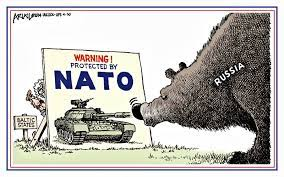 WARNING!
PROTECTED BY
NATO
RUSSIA
BALTIC
STATES